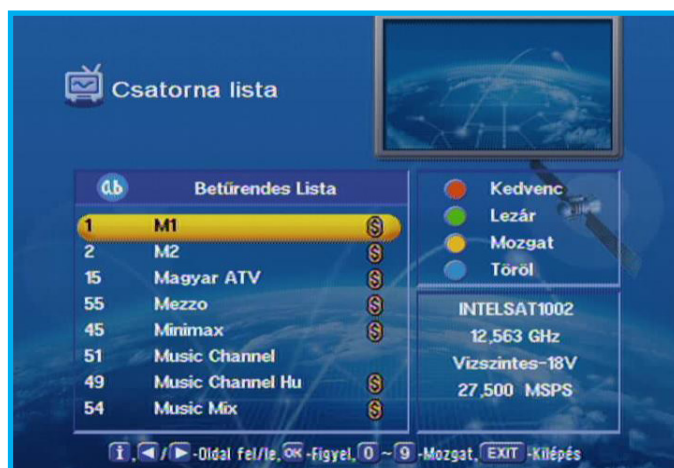 Csatorna lista
ab Betűrendes Lista
1 M1 $
2 M2 $
15 Magyar ATV $
55 Mezzo $
45 Minimax $
51 Music Channel
49 Music Channel Hu $
54 Music Mix $
Kedvenc
Lezár
Mozgat
Töröl
INTELSAT1002
12,563 GHz
Vizszintes-18V
27,500 MSPS
i,◄/►-Oldal fel/le, OK-Figyel, 0~9-Mozgat, EXIT-Kilépés